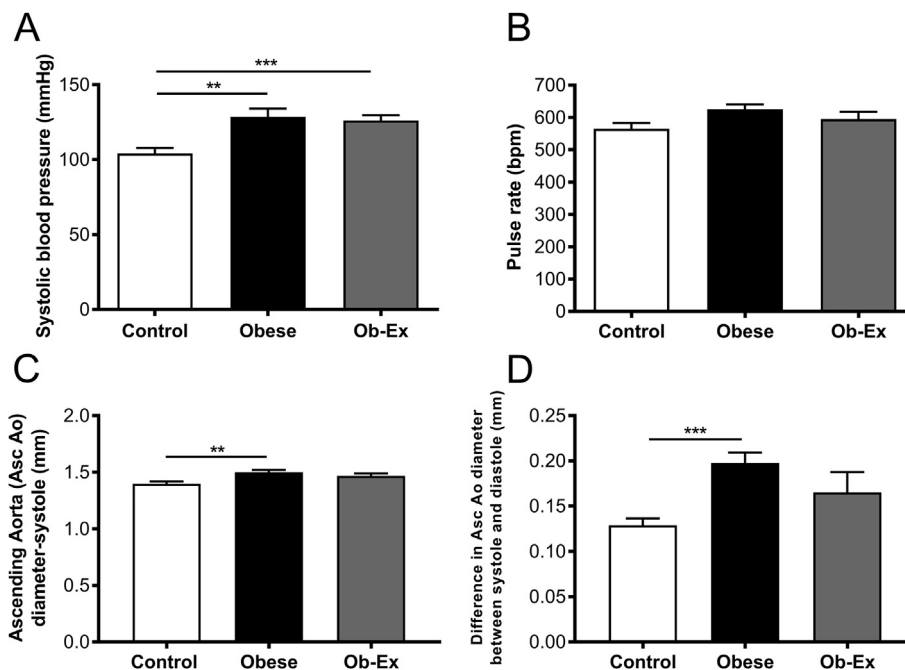 A
Systolic blood pressure (mmHg)
150
100
50
0
***
**
Control
Obese
Ob-Ex
B
Pulse rate (bpm)
700
600
500
400
300
200
100
0
Control
Obese
Ob-Ex
C
Ascending Aorta (Asc Ao)
diameter-systole (mm)
2.0
1.5
1.0
0.5
0.0
**
Control
Obese
Ob-Ex
D
Difference in Asc Ao diameter
between systole and diastole (mm)
0.25
0.20
0.15
0.10
0.05
0.00
***
Control
Obese
Ob-Ex